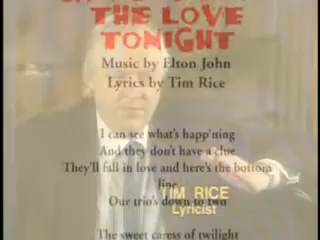 THE LOVE
TONIGHT
Music by Elton John
Lyrics by Tim Rice
I can see what's happ'ning
And they don't have a clue
They'll fall in love and here's the bottom
line
Our trio's down to two
TIM RICE
Lyricist
The sweet caress of twilight